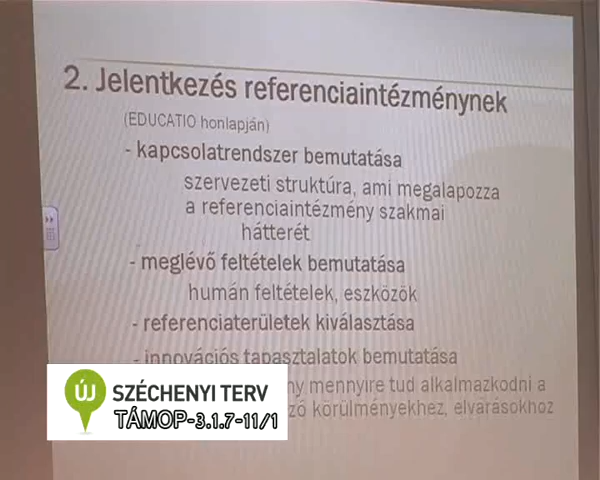 2. Jelentkezés referenciaintézménynek
(EDUCATIO honlapján)
- kapcsolatrendszer bemutatása
szervezeti struktúra, ami megalapozza
a referenciaintézmény szakmai
hátterét
- meglévő feltételek bemutatása
humán feltételek, eszközök
- referenciaterületek kiválasztása
- innovációs tapasztalatok bemutatása
ny mennyire tud alkalmazkodni a
zó körülményekhez, elvárásokhoz
ÚJ SZÉCHENYI TERV
TÁMOP-3.1.7-11/1